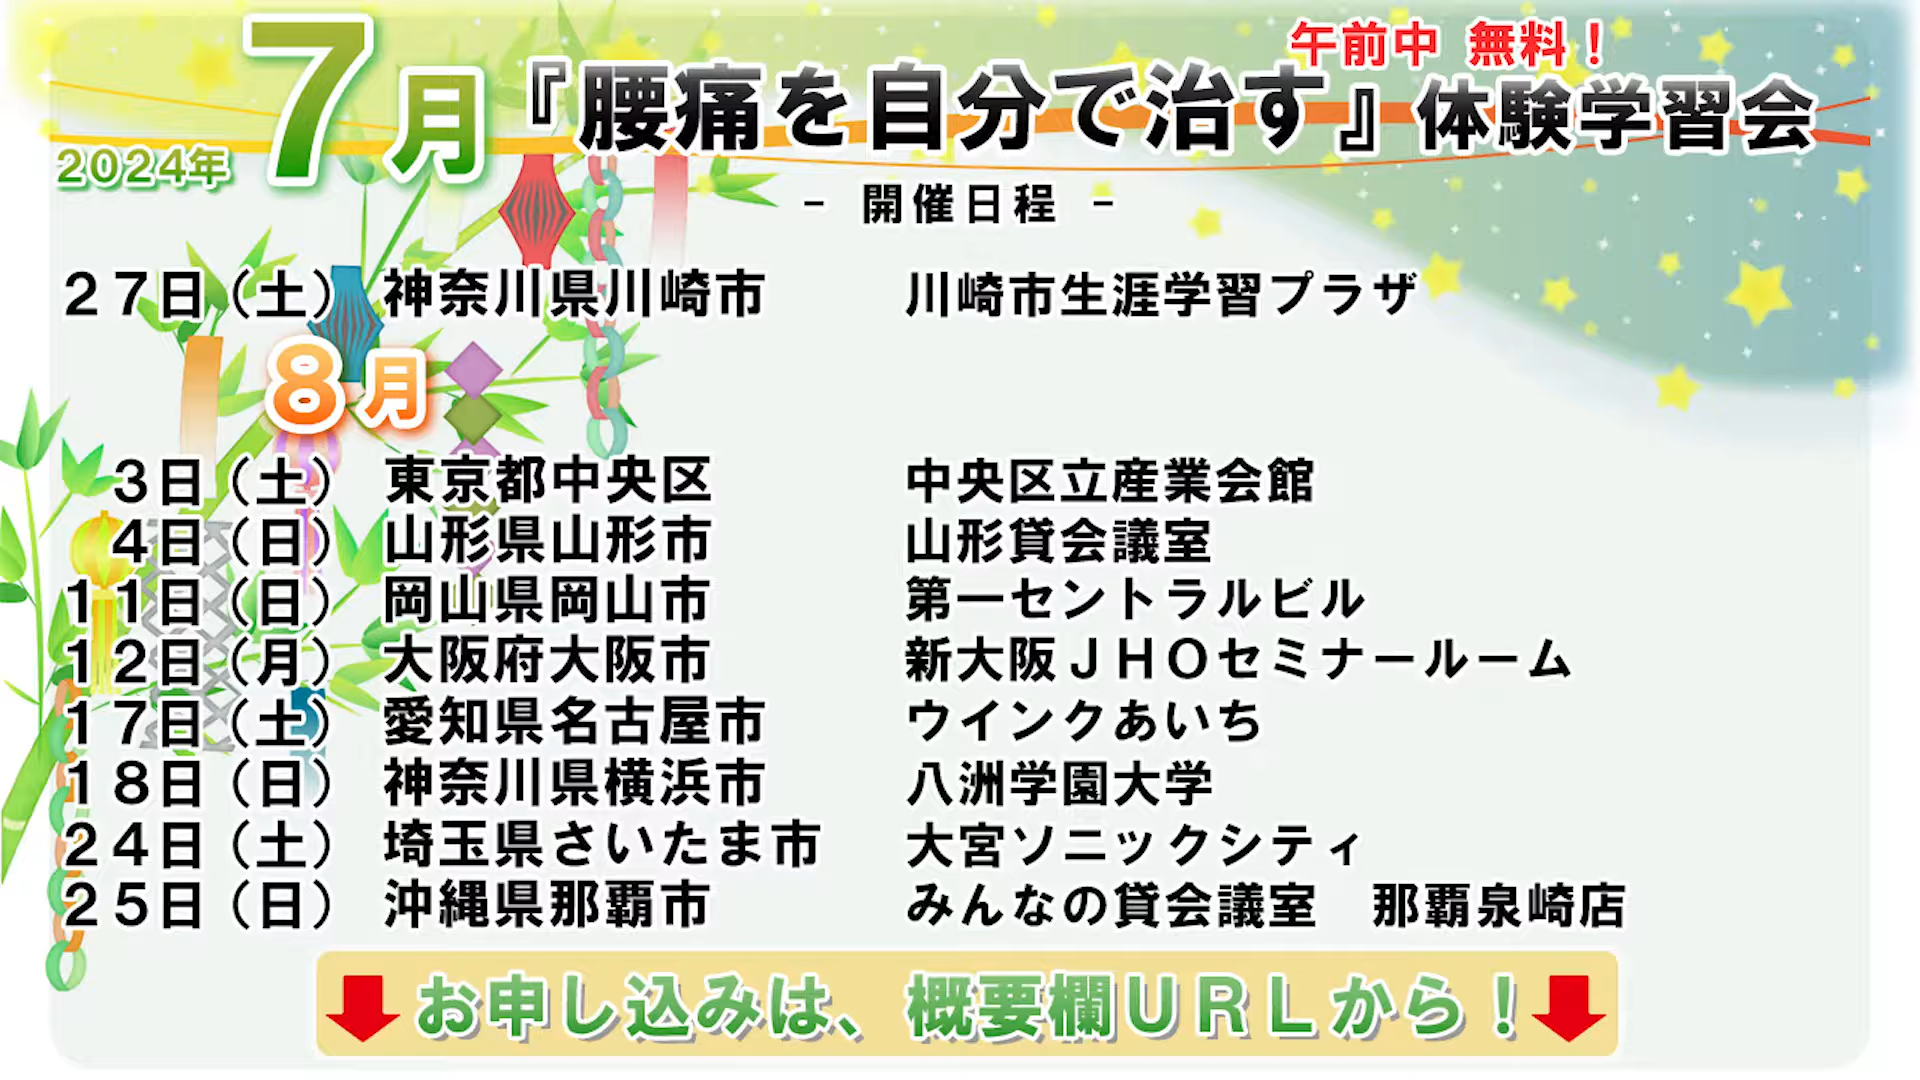 午前中 無料！
2024年 7月 『腰痛を自分で治す』体験学習会
- 開催日程 -
２７日（土） 神奈川県川崎市 川崎市生涯学習プラザ
８月
３日（土） 東京都中央区 中央区立産業会館
４日（日） 山形県山形市 山形貸会議室
１１日（日） 岡山県岡山市 第一セントラルビル
１２日（月） 大阪府大阪市 新大阪ＪＨＯセミナールーム
１７日（土） 愛知県名古屋市 ウインクあいち
１８日（日） 神奈川県横浜市 八洲学園大学
２４日（土） 埼玉県さいたま市 大宮ソニックシティ
２５日（日） 沖縄県那覇市 みんなの貸会議室　那覇泉崎店
お申し込みは、概要欄ＵＲＬから！